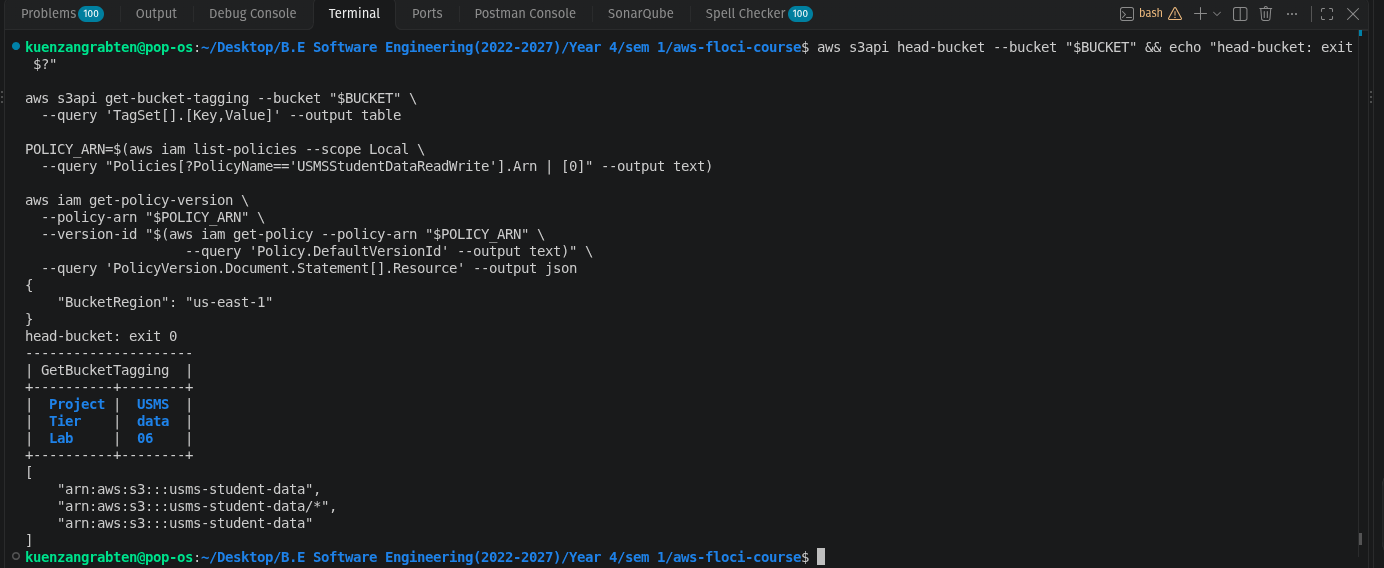 Problems 100 Output Debug Console Terminal Ports Postman Console SonarQube Spell Checker 100 bash
kuenzangrabten@pop-os:~/Desktop/B.E Software Engineering(2022-2027)/Year 4/sem 1/aws-floci-course$ aws s3api head-bucket --bucket "$BUCKET" && echo "head-bucket: exit
 $?"

aws s3api get-bucket-tagging --bucket "$BUCKET" \
  --query 'TagSet[].[Key,Value]' --output table

POLICY_ARN=$(aws iam list-policies --scope Local \
  --query "Policies[?PolicyName=='USMSStudentDataReadWrite'].Arn | [0]" --output text)

aws iam get-policy-version \
  --policy-arn "$POLICY_ARN" \
  --version-id "$(aws iam get-policy --policy-arn "$POLICY_ARN" \
                    --query 'Policy.DefaultVersionId' --output text)" \
  --query 'PolicyVersion.Document.Statement[].Resource' --output json
{
    "BucketRegion": "us-east-1"
}
head-bucket: exit 0
---------------------
| GetBucketTagging  |
+----------+--------+
|  Project |  USMS  |
|  Tier    |  data  |
|  Lab     |  06    |
+----------+--------+
[
    "arn:aws:s3:::usms-student-data",
    "arn:aws:s3:::usms-student-data/*",
    "arn:aws:s3:::usms-student-data"
]
kuenzangrabten@pop-os:~/Desktop/B.E Software Engineering(2022-2027)/Year 4/sem 1/aws-floci-course$